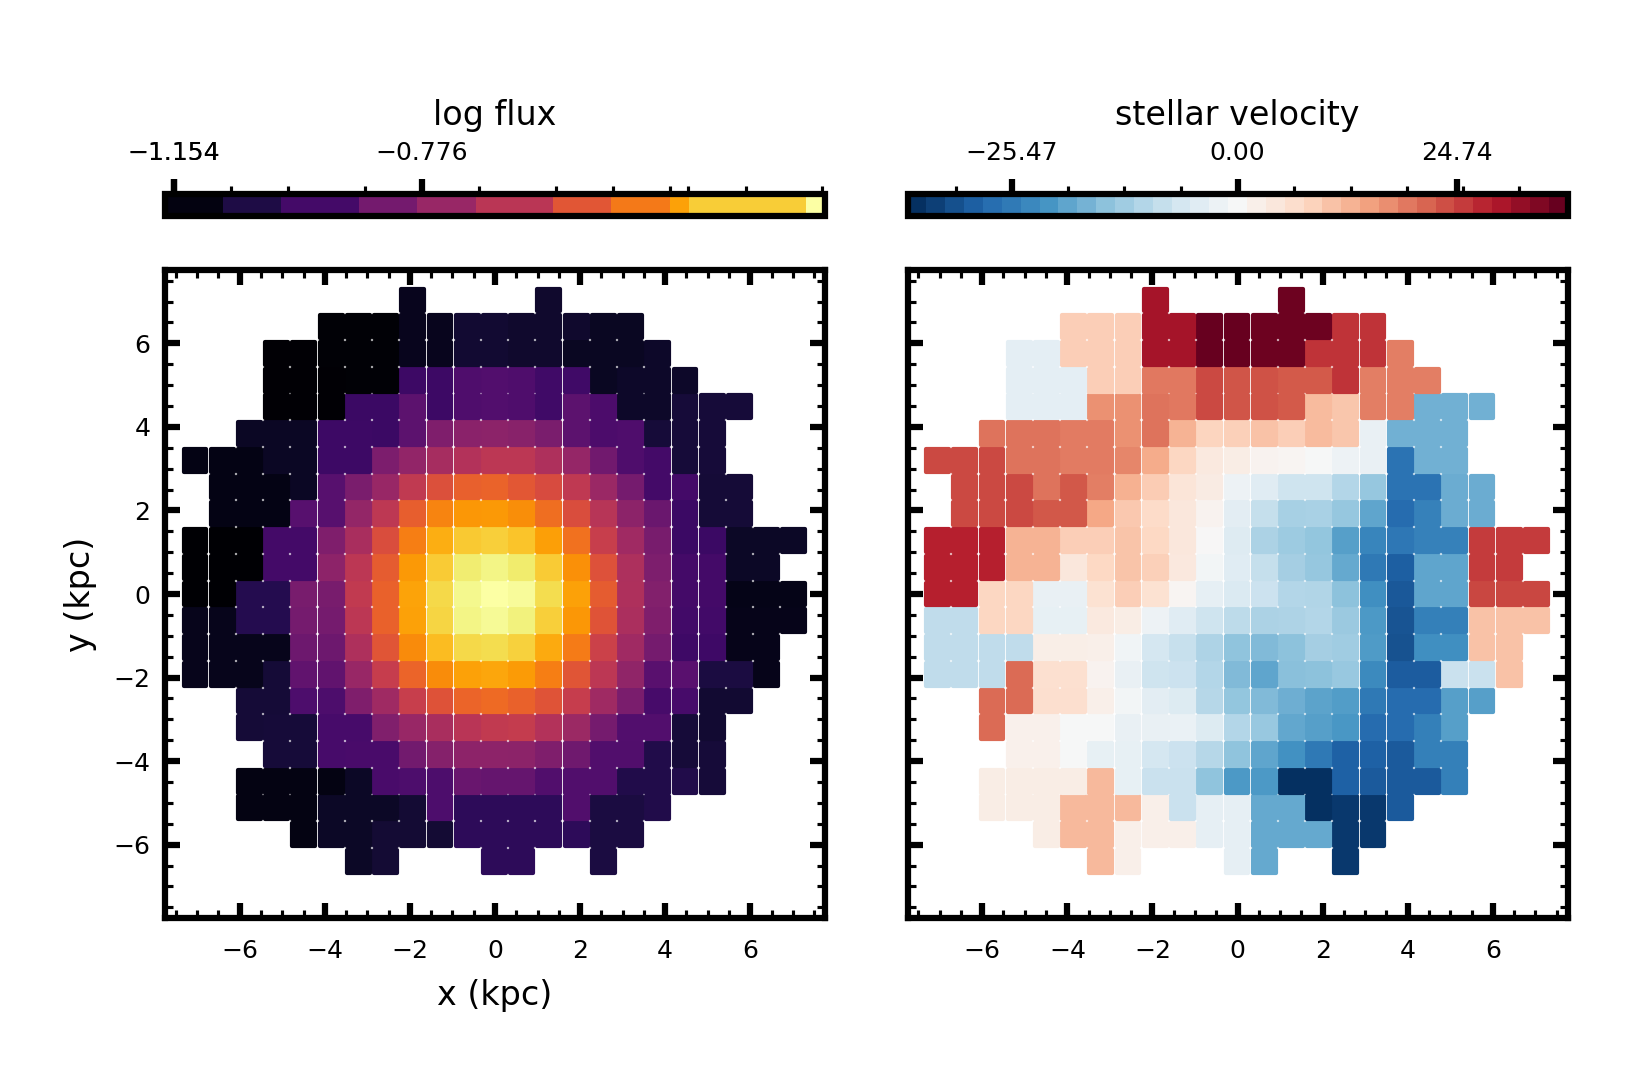 log flux
−1.154 −0.776
stellar velocity
−25.47 0.00 24.74
6
4
2
0
−2
−4
−6
y (kpc)
−6 −4 −2 0 2 4 6
x (kpc)
−6 −4 −2 0 2 4 6